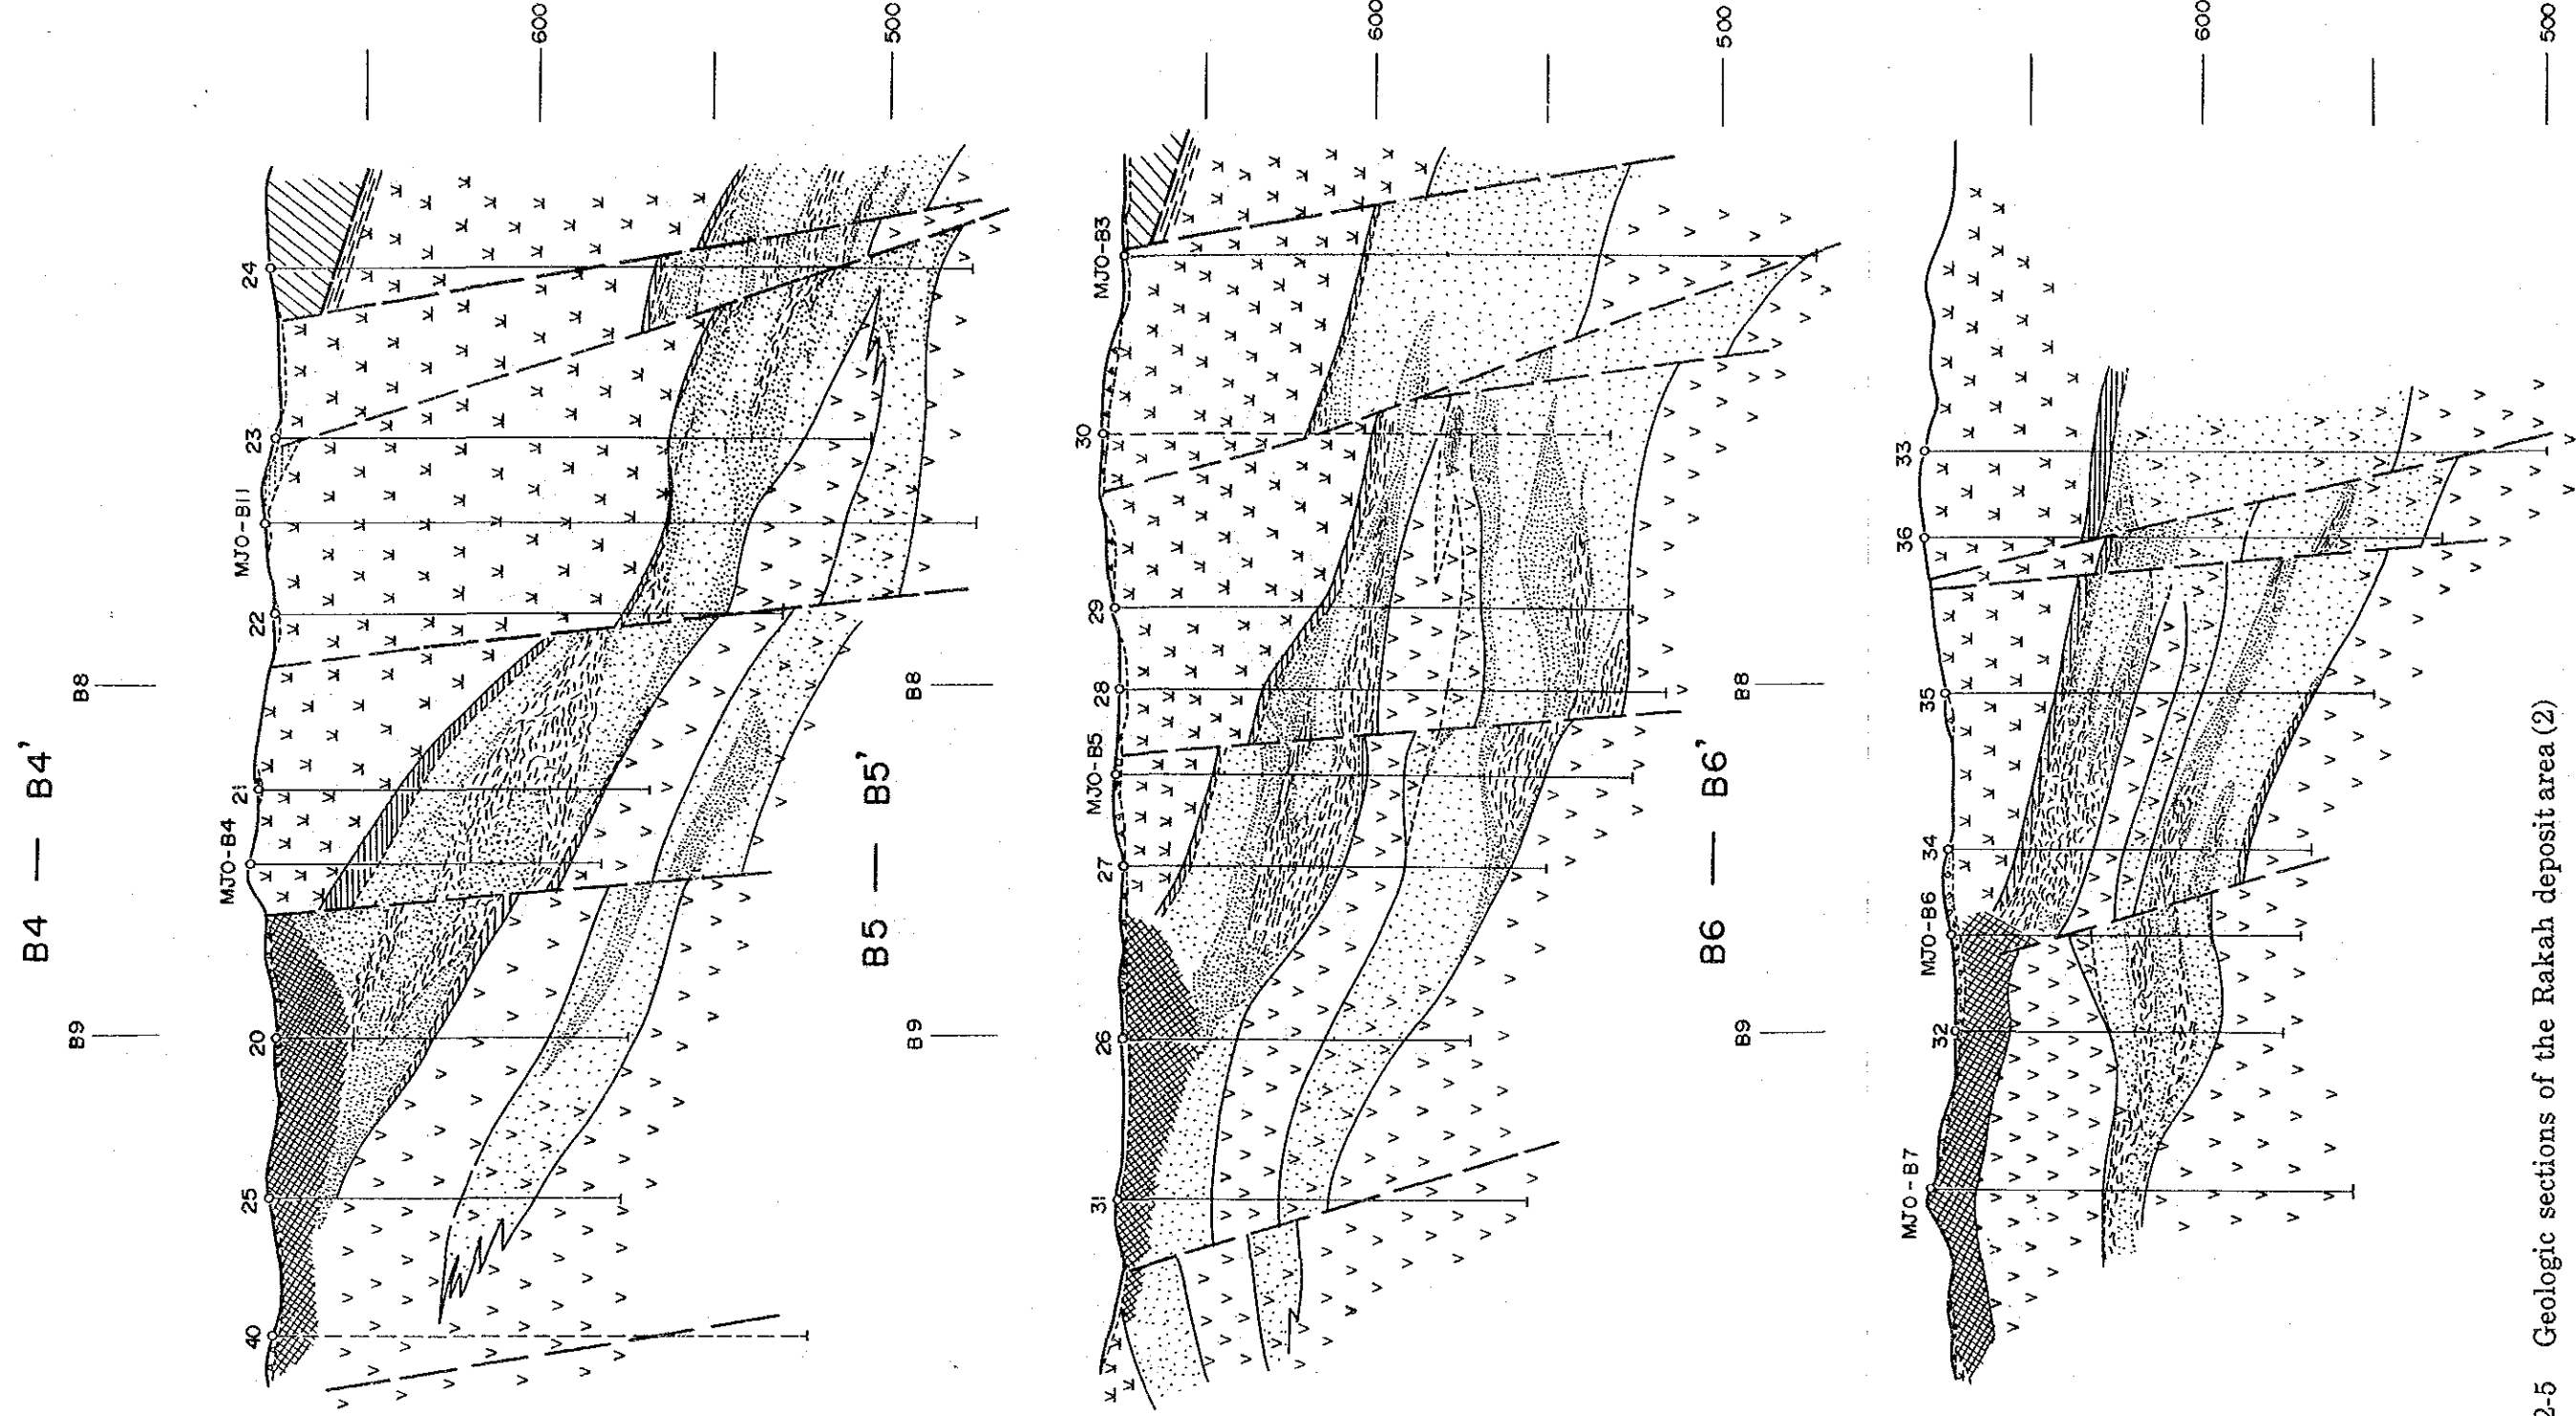 B4 — B4'
B9
B8
600
500
40
25
20
MJO-B4
21
22
MJO-B11
23
24
B5 — B5'
B9
B8
600
500
31
26
27
MJO-B5
28
29
30
MJO-B3
B6 — B6'
B9
B8
600
500
MJO-B7
32
MJO-B6
34
35
36
33
2-5 Geologic sections of the Rakah deposit area (2)